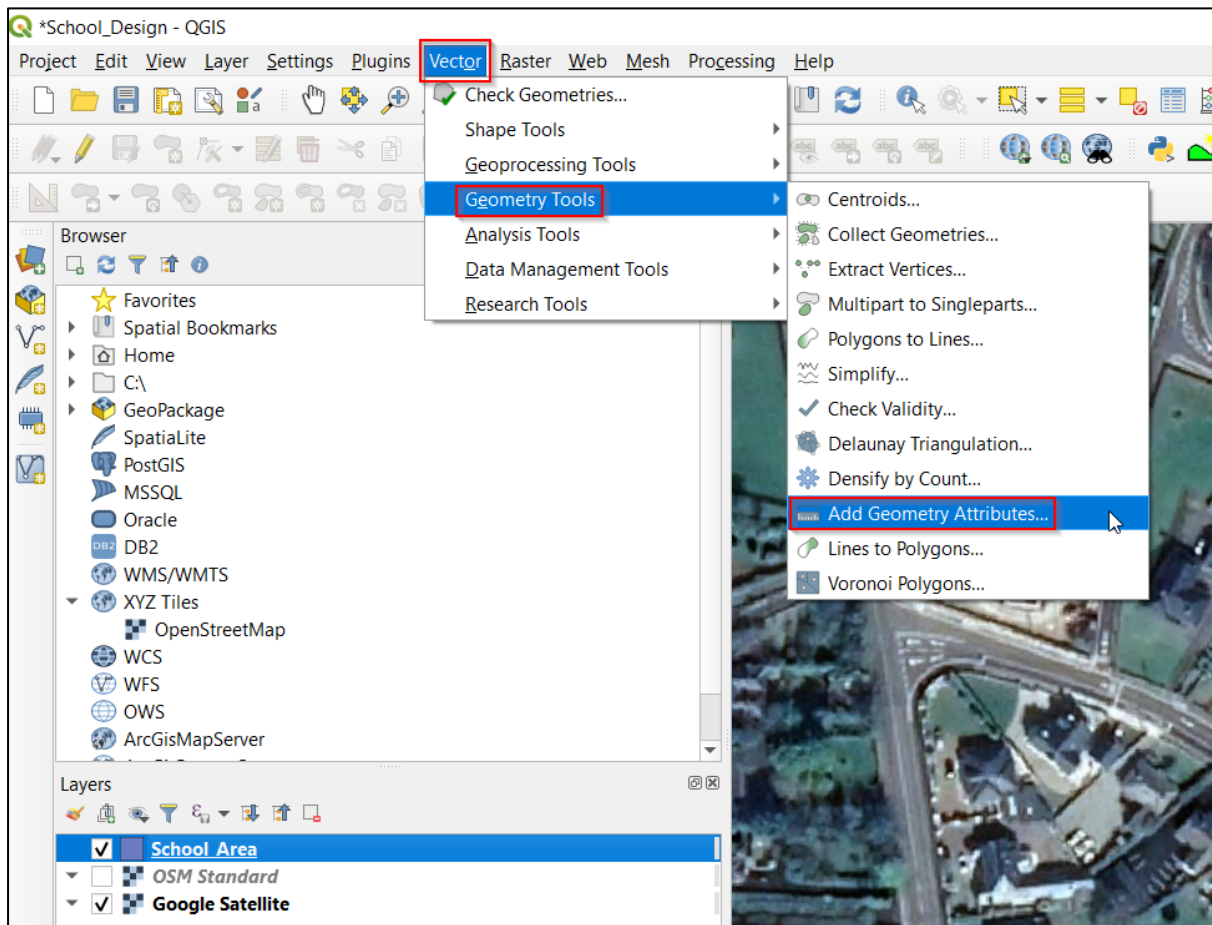 *School_Design - QGIS
Project Edit View Layer Settings Plugins Vector Raster Web Mesh Processing Help
Check Geometries...
Shape Tools
Geoprocessing Tools
Geometry Tools
Analysis Tools
Data Management Tools
Research Tools
Centroids...
Collect Geometries...
Extract Vertices...
Multipart to Singleparts...
Polygons to Lines...
Simplify...
Check Validity...
Delaunay Triangulation...
Densify by Count...
Add Geometry Attributes...
Lines to Polygons...
Voronoi Polygons...
Browser
Favorites
Spatial Bookmarks
Home
C:\
GeoPackage
SpatiaLite
PostGIS
MSSQL
Oracle
DB2 DB2
WMS/WMTS
XYZ Tiles
OpenStreetMap
WCS
WFS
OWS
ArcGisMapServer
Layers
School Area
OSM Standard
Google Satellite